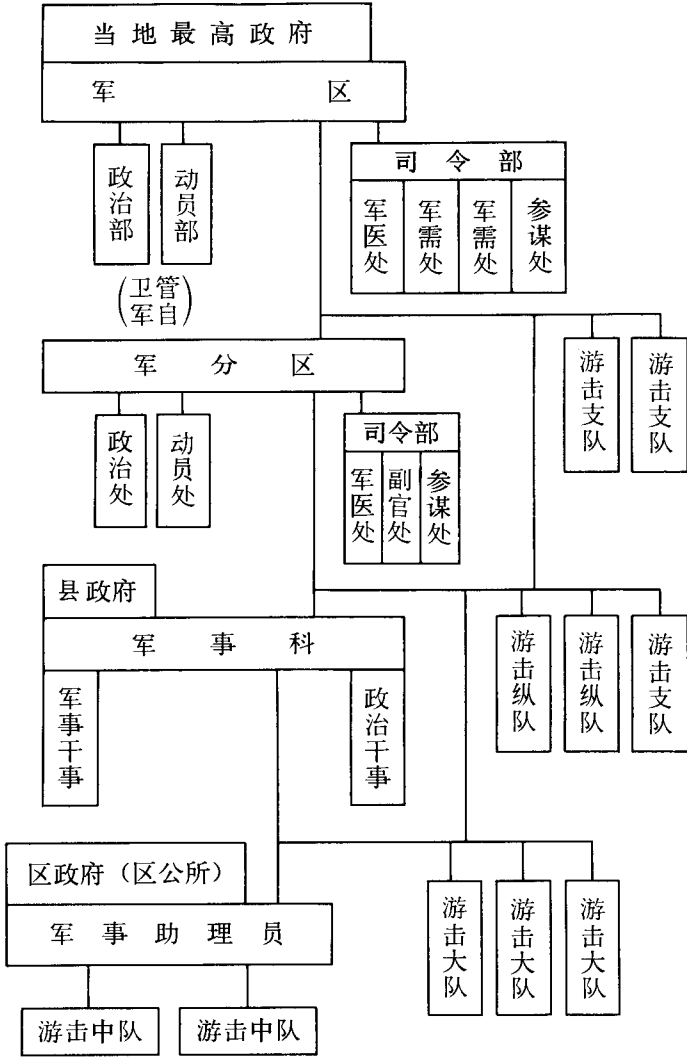 当地最高政府
军区
政治部
动员部
(卫管
军自)
司令部
军医处
军需处
军需处
参谋处
游击支队
游击支队
军分区
政治处
动员处
司令部
军医处
副官处
参谋处
县政府
军事科
军事干事
政治干事
游击纵队
游击纵队
游击支队
区政府（区公所）
军事助理员
游击中队
游击中队
游击大队
游击大队
游击大队